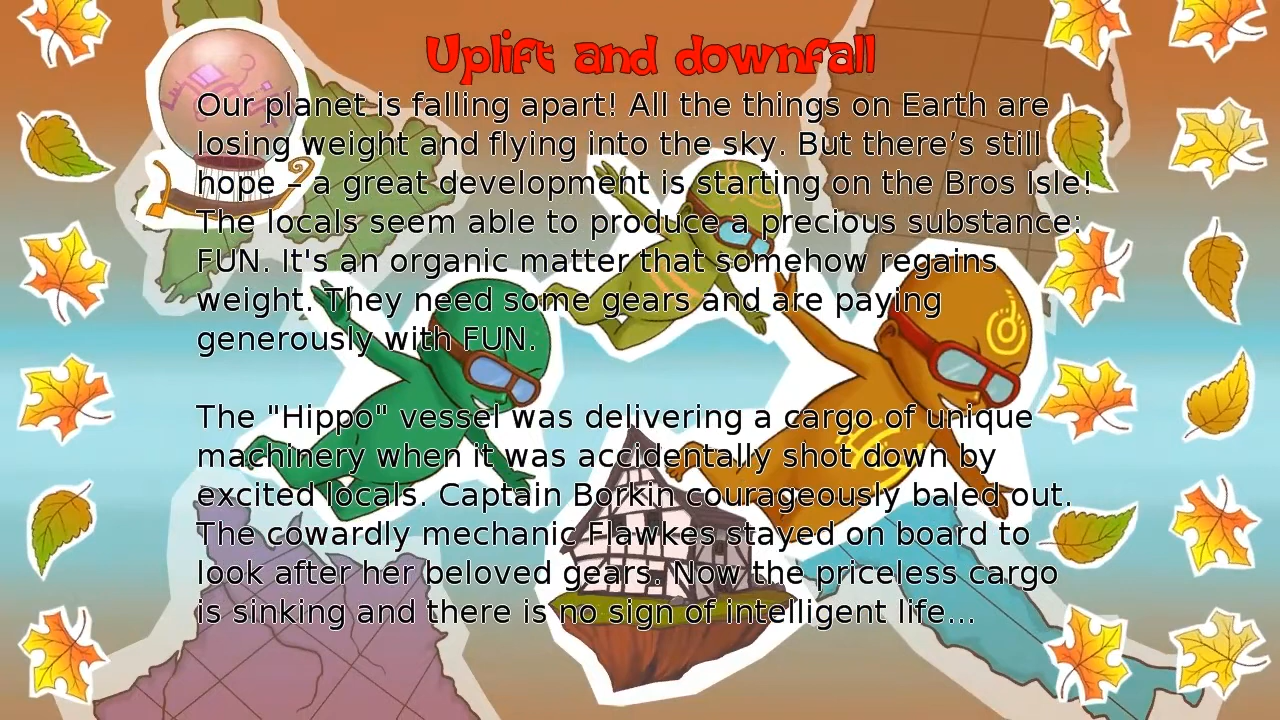 Uplift and downfall
Our planet is falling apart! All the things on Earth are
losing weight and flying into the sky. But there’s still
hope – a great development is starting on the Bros Isle!
The locals seem able to produce a precious substance:
FUN. It's an organic matter that somehow regains
weight. They need some gears and are paying
generously with FUN.
The "Hippo" vessel was delivering a cargo of unique
machinery when it was accidentally shot down by
excited locals. Captain Borkin courageously baled out.
The cowardly mechanic Flawkes stayed on board to
look after her beloved gears. Now the priceless cargo
is sinking and there is no sign of intelligent life...